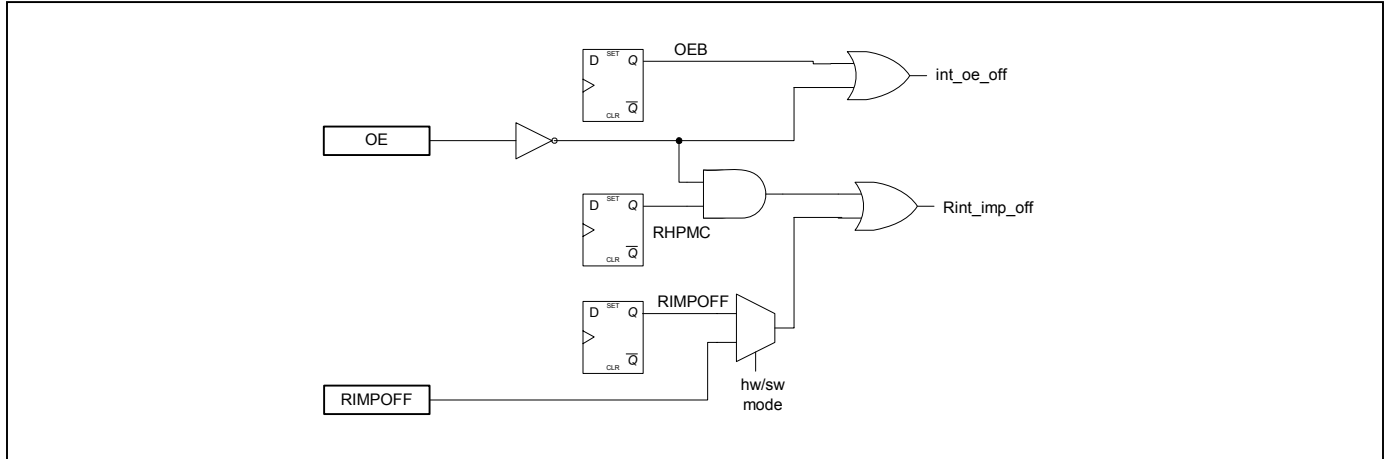 OEB
D SET Q
int_oe_off
Q
CLR
OE
D SET Q
Rint_imp_off
RHPMC
Q
CLR
RIMPOFF
D SET Q
Q
CLR
hw/sw
mode
RIMPOFF